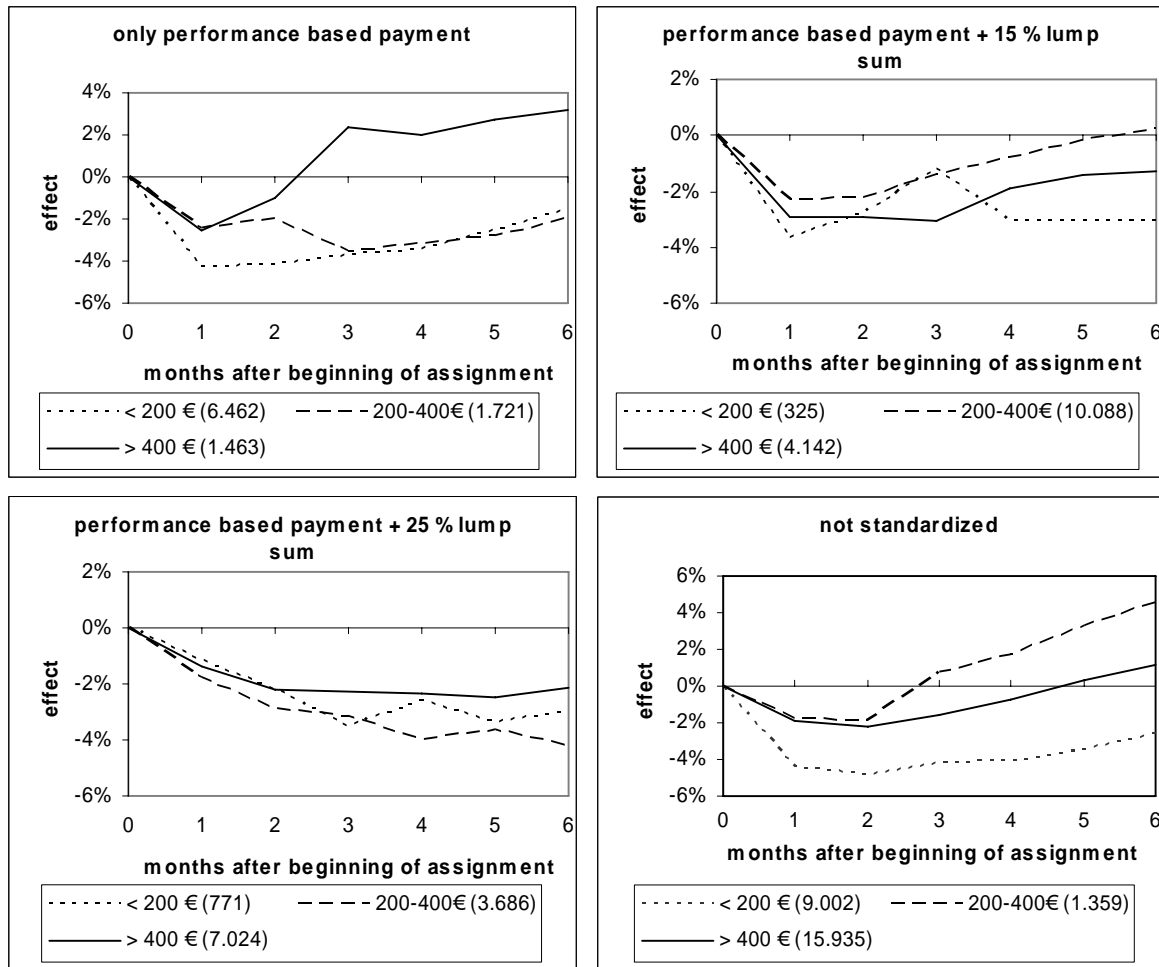 only performance based payment
4%
2%
0%
-2%
-4%
-6%
effect
0 1 2 3 4 5 6
months after beginning of assignment
< 200 € (6.462) 200-400€ (1.721)
> 400 € (1.463)
performance based payment + 15 % lump
sum
2%
0%
-2%
-4%
-6%
effect
0 1 2 3 4 5 6
months after beginning of assignment
< 200 € (325) 200-400€ (10.088)
> 400 € (4.142)
performance based payment + 25 % lump
sum
2%
0%
-2%
-4%
-6%
effect
0 1 2 3 4 5 6
months after beginning of assignment
< 200 € (771) 200-400€ (3.686)
> 400 € (7.024)
not standardized
6%
4%
2%
0%
-2%
-4%
-6%
effect
0 1 2 3 4 5 6
months after beginning of assignment
< 200 € (9.002) 200-400€ (1.359)
> 400 € (15.935)